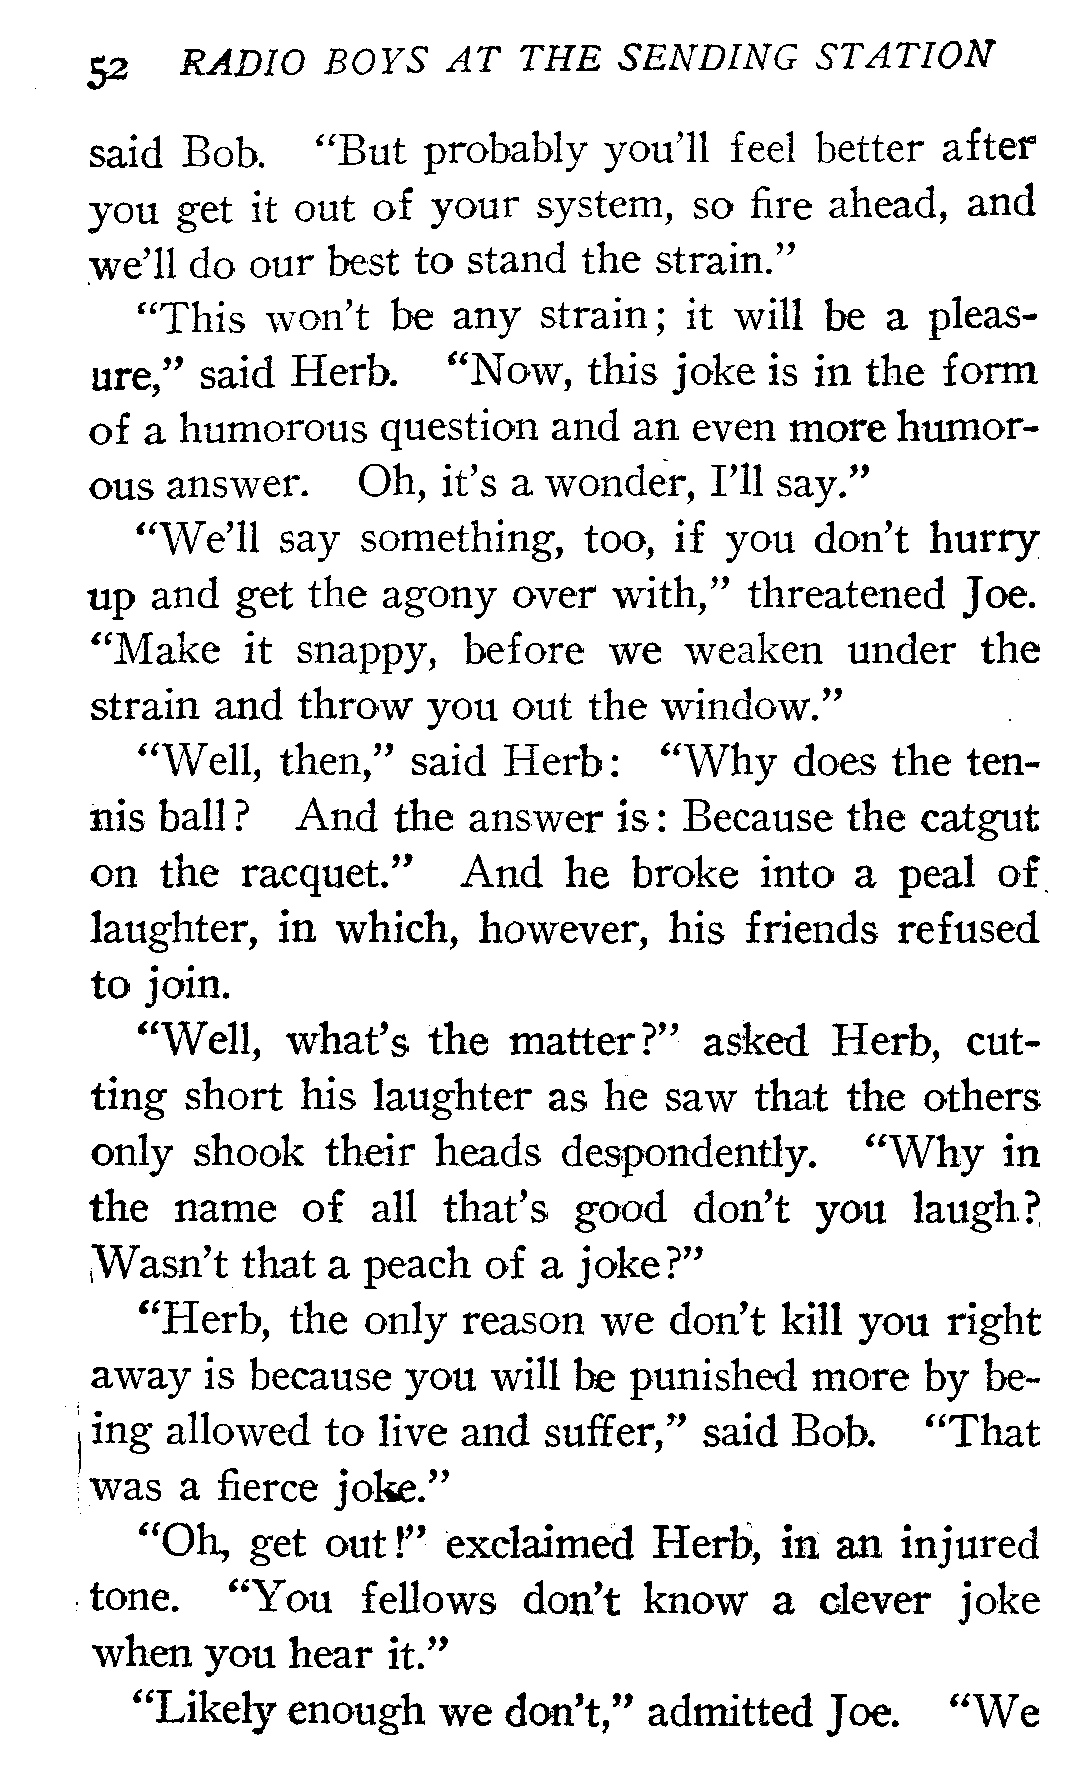 52 RADIO BOYS AT THE SENDING STATION
said Bob. “But probably you’ll feel better after
you get it out of your system, so fire ahead, and
we’ll do our best to stand the strain.”
“This won’t be any strain; it will be a pleas-
ure,” said Herb. “Now, this joke is in the form
of a humorous question and an even more humor-
ous answer. Oh, it’s a wonder, I’ll say.”
“We’ll say something, too, if you don’t hurry
up and get the agony over with,” threatened Joe.
“Make it snappy, before we weaken under the
strain and throw you out the window.”
“Well, then,” said Herb: “Why does the ten-
nis ball? And the answer is: Because the catgut
on the racquet.” And he broke into a peal of
laughter, in which, however, his friends refused
to join.
“Well, what’s the matter?” asked Herb, cut-
ting short his laughter as he saw that the others
only shook their heads despondently. “Why in
the name of all that’s good don’t you laugh?
Wasn’t that a peach of a joke?”
“Herb, the only reason we don’t kill you right
away is because you will be punished more by be-
ing allowed to live and suffer,” said Bob. “That
was a fierce joke.”
“Oh, get out!” exclaimed Herb, in an injured
tone. “You fellows don’t know a clever joke
when you hear it.”
“Likely enough we don’t,” admitted Joe. “We